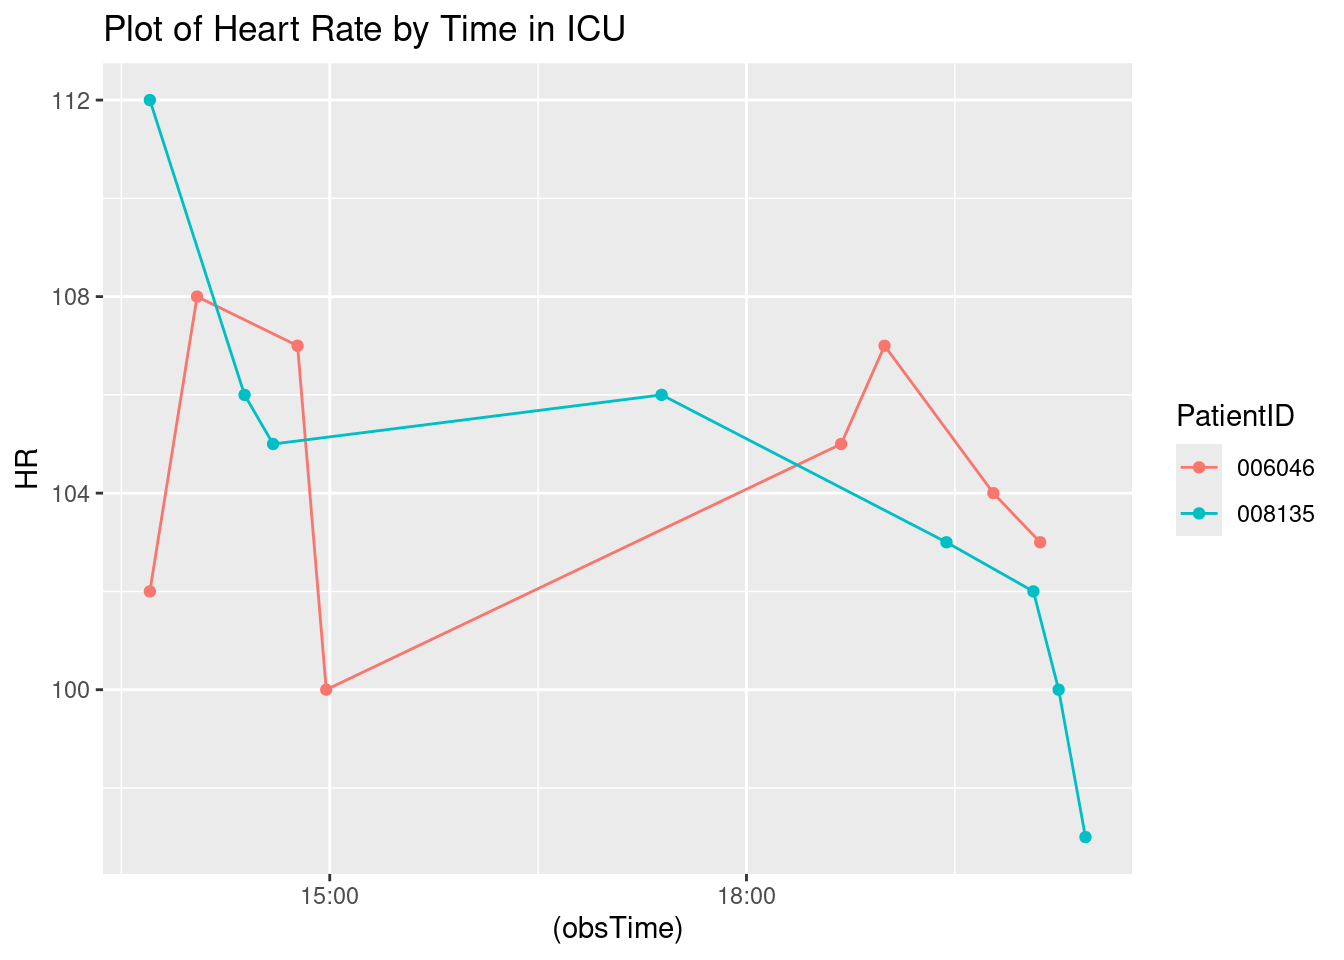 Plot of Heart Rate by Time in ICU
112
108
104
100
HR
15:00
18:00
(obsTime)
PatientID
006046
008135